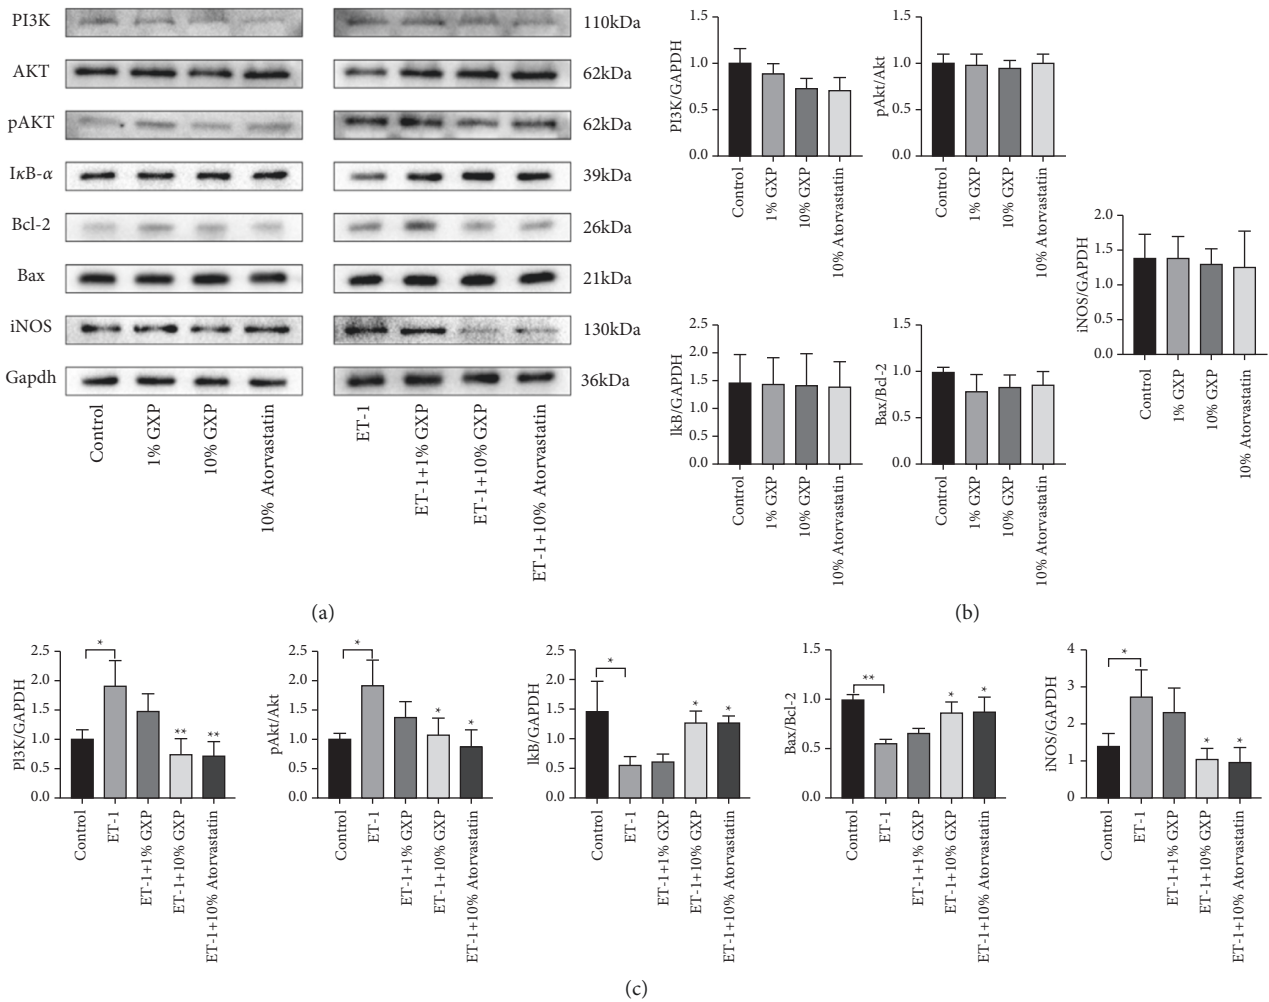 PI3K
110kDa
AKT
62kDa
pAKT
62kDa
IκB-α
39kDa
Bcl-2
26kDa
Bax
21kDa
iNOS
130kDa
Gapdh
36kDa
Control
1% GXP
10% GXP
10% Atorvastatin
ET-1
ET-1+1% GXP
ET-1+10% GXP
ET-1+10% Atorvastatin
(a)
PI3K/GAPDH
1.5
1.0
0.5
0.0
Control
1% GXP
10% GXP
10% Atorvastatin
pAkt/Akt
1.5
1.0
0.5
0.0
Control
1% GXP
10% GXP
10% Atorvastatin
IkB/GAPDH
2.5
2.0
1.5
1.0
0.5
0.0
Control
1% GXP
10% GXP
10% Atorvastatin
Bax/Bcl-2
1.5
1.0
0.5
0.0
Control
1% GXP
10% GXP
10% Atorvastatin
iNOS/GAPDH
2.0
1.5
1.0
0.5
0.0
Control
1% GXP
10% GXP
10% Atorvastatin
(b)
PI3K/GAPDH
2.5
2.0
1.5
1.0
0.5
0.0
*
**
**
Control
ET-1
ET-1+1% GXP
ET-1+10% GXP
ET-1+10% Atorvastatin
pAkt/Akt
2.5
2.0
1.5
1.0
0.5
0.0
*
*
*
Control
ET-1
ET-1+1% GXP
ET-1+10% GXP
ET-1+10% Atorvastatin
IkB/GAPDH
2.5
2.0
1.5
1.0
0.5
0.0
*
*
*
Control
ET-1
ET-1+1% GXP
ET-1+10% GXP
ET-1+10% Atorvastatin
Bax/Bcl-2
1.5
1.0
0.5
0.0
**
*
*
Control
ET-1
ET-1+1% GXP
ET-1+10% GXP
ET-1+10% Atorvastatin
iNOS/GAPDH
4
3
2
1
0
*
*
*
Control
ET-1
ET-1+1% GXP
ET-1+10% GXP
ET-1+10% Atorvastatin
(c)